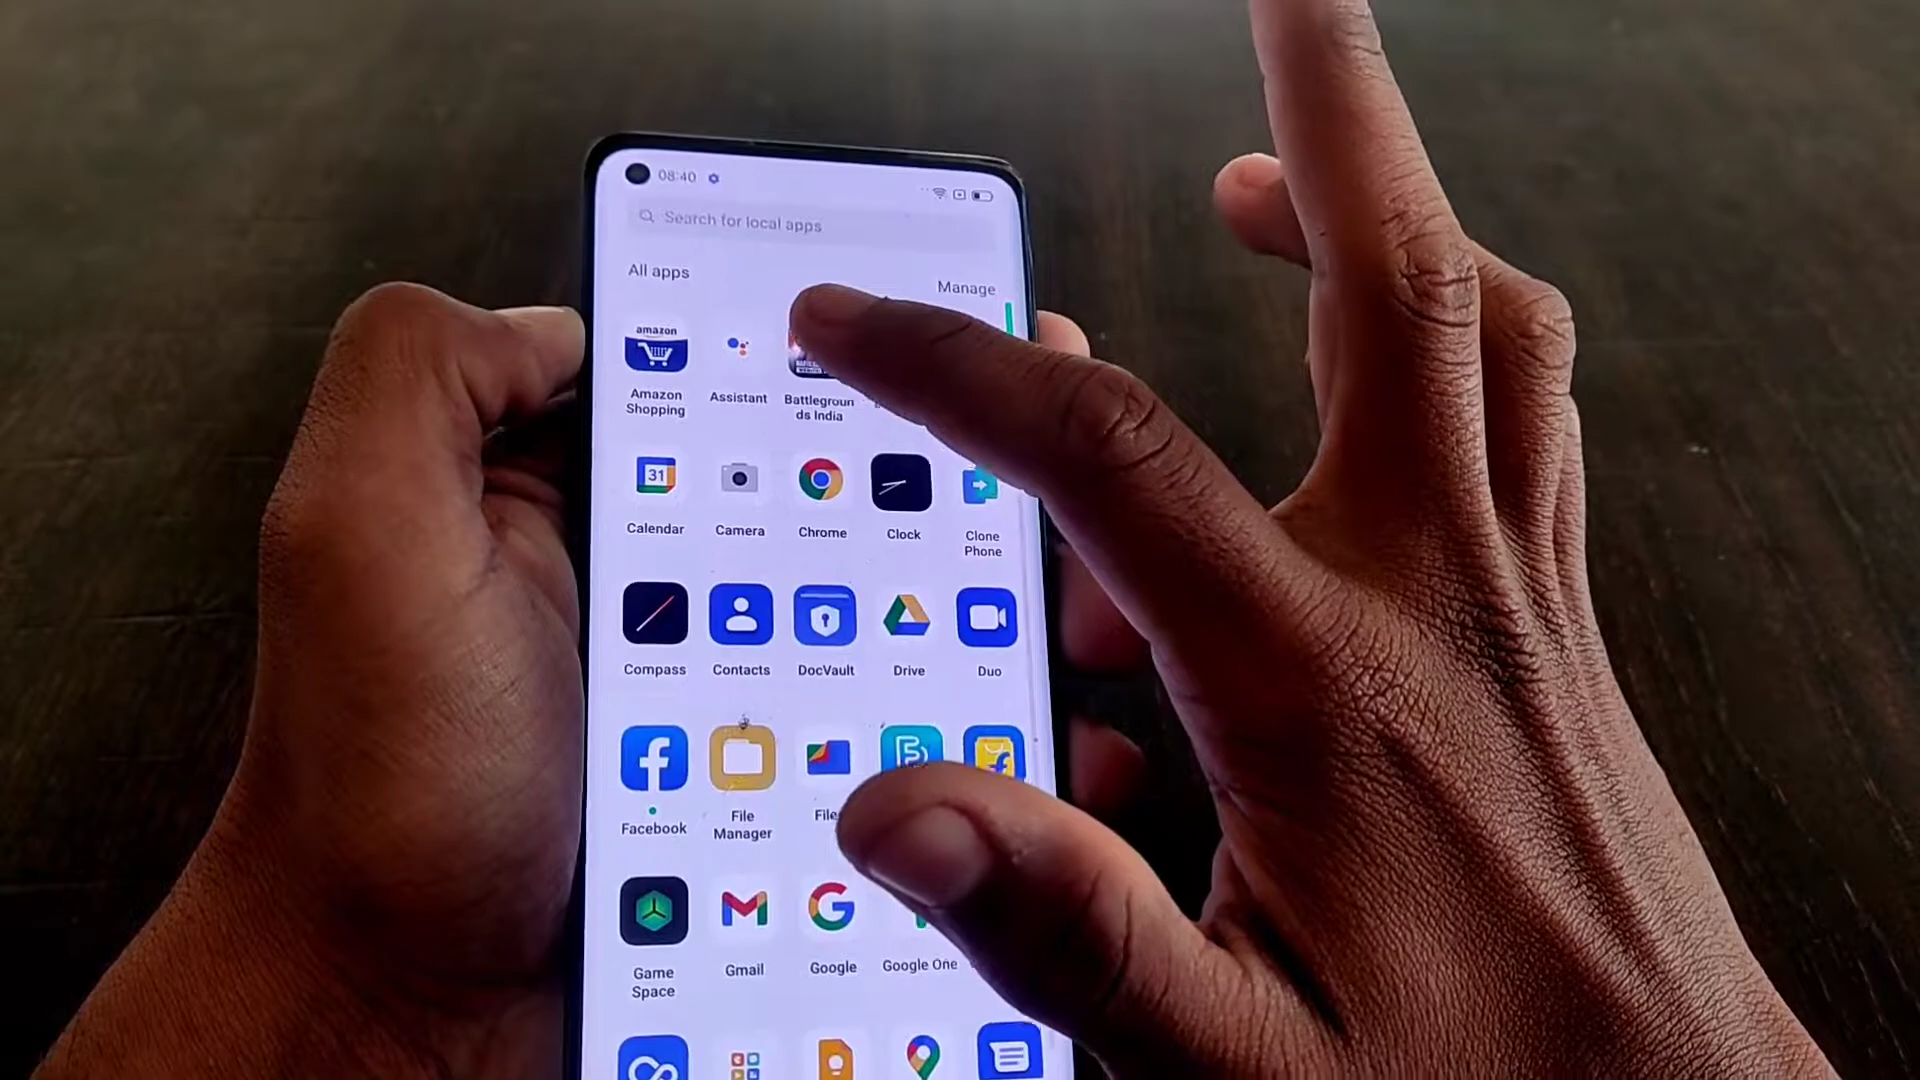 08:40
Search for local apps
All apps
Manage
amazon
Amazon
Shopping
Assistant
Battlegroun
ds India
31
Calendar
Camera
Chrome
Clock
Clone
Phone
Compass
Contacts
DocVault
Drive
Duo
Facebook
File
Manager
File
Game
Space
Gmail
Google
Google One